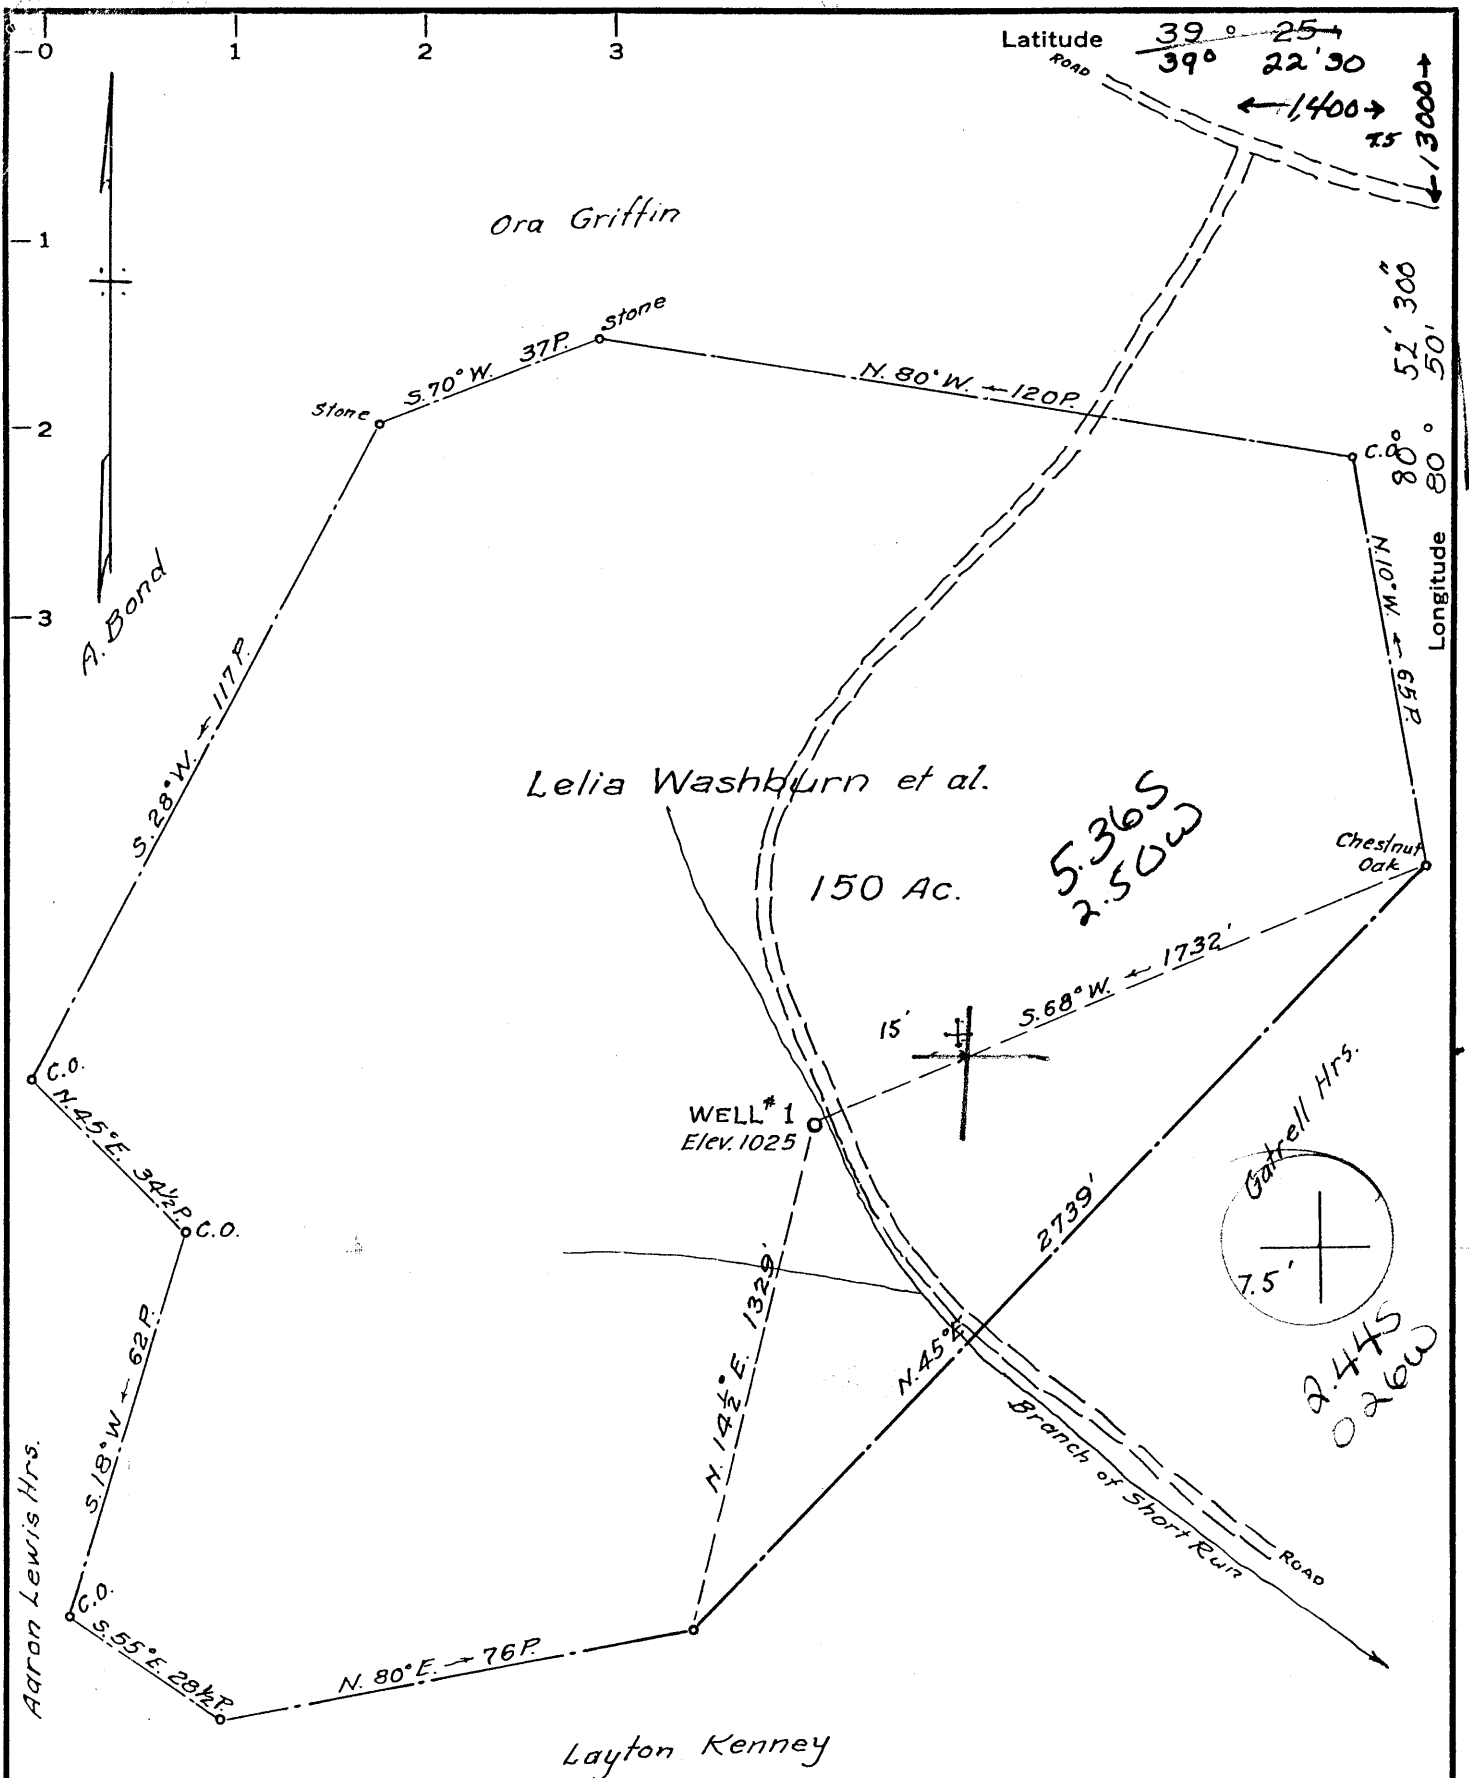 0 1 2 3
Latitude 39° 25'
39° 22'30
ROAD
←1,400→
7.5
←13000→
1
Ora Griffin
Stone
S.70°W. 37P.
Stone
N. 80°W. ←120P.
C.O.
2
80° 52' 300"
80° 50'
Longitude
3
A. Bond
N.10°W. ← 65P.
S.28°W. ← 117P.
Lelia Washburn et al.
150 Ac.
5.36S
2.50W
Chestnut
Oak
S.68°W. ← 1732'
15'
C.O.
N.45°E. 34½P.
C.O.
WELL #1
Elev. 1025
Gatrell Hrs.
7.5'
2739'
N.45°E.
N. 14½°E. 1329'
2.44S
0 26W
S.18°W ← 62P.
Branch of Short Run
ROAD
Aaron Lewis Hrs.
C.O.
S.55°E. 28½P.
N. 80°E. → 76P.
Layton Kenney